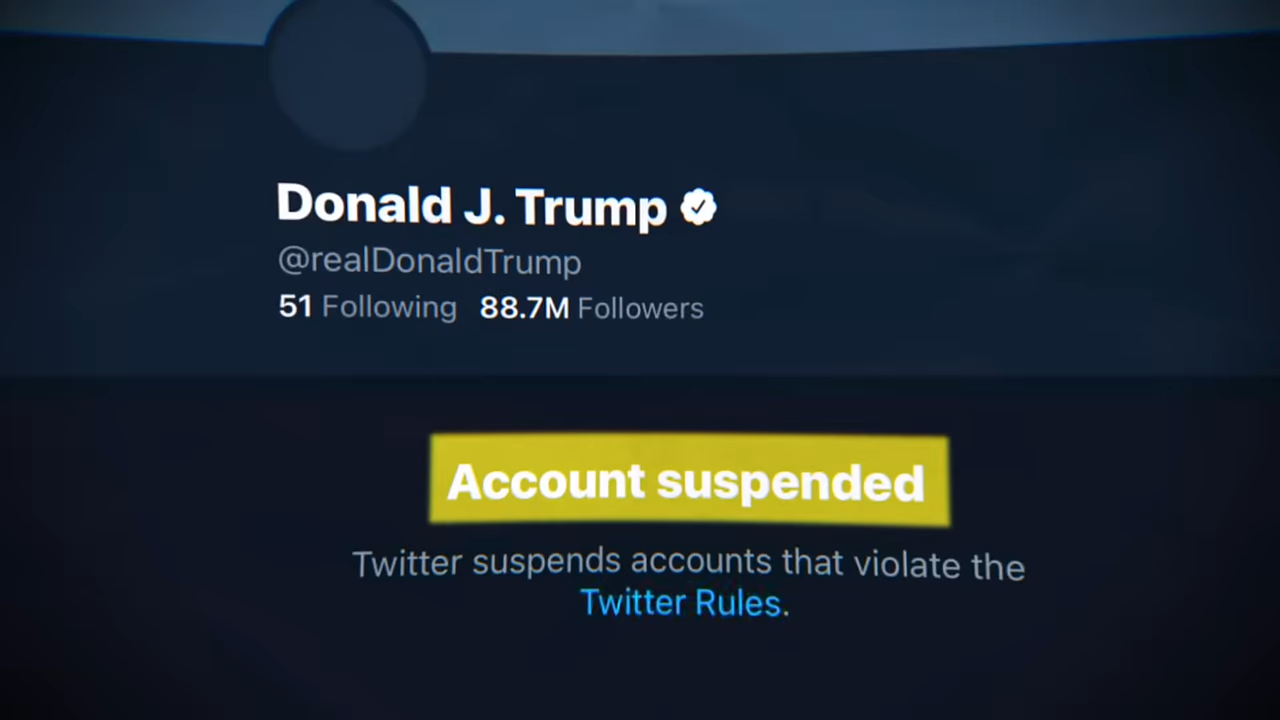 Donald J. Trump
@realDonaldTrump
51 Following 88.7M Followers
Account suspended
Twitter suspends accounts that violate the
Twitter Rules.